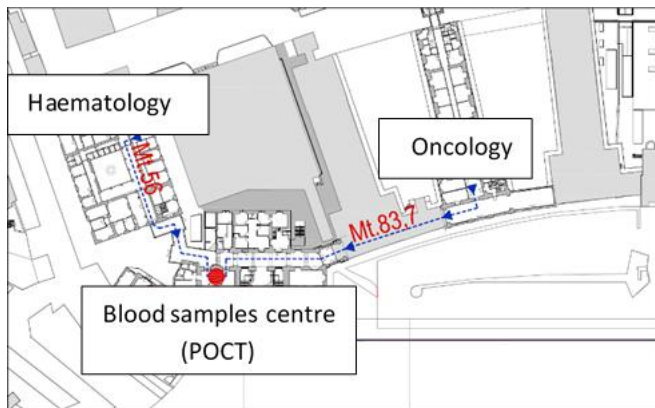 Haematology
Mt.56
Oncology
Mt.83,7
Blood samples centre
(POCT)